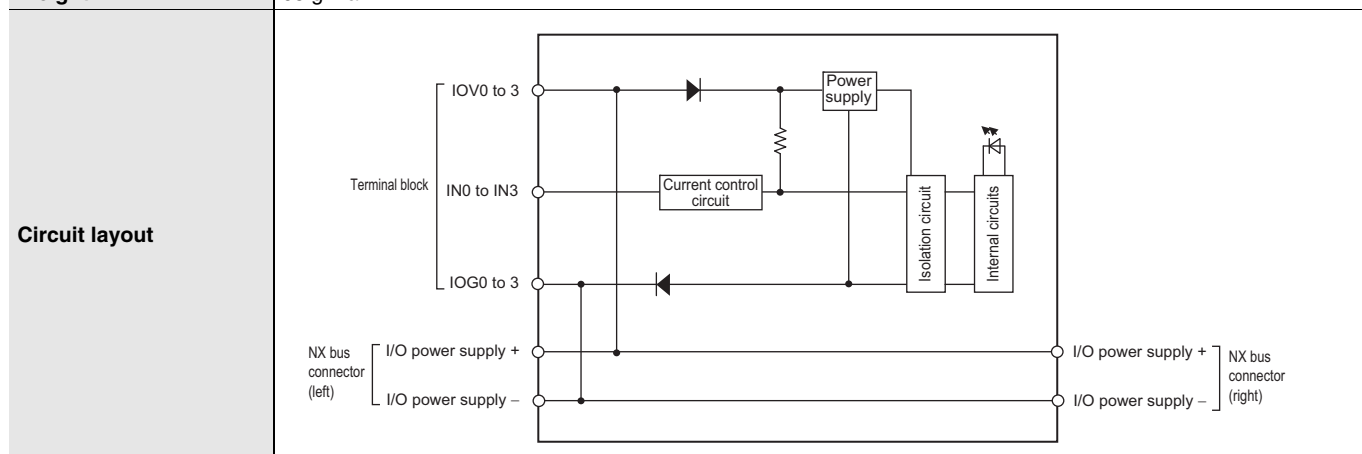 Circuit layout
Terminal block
IOV0 to 3
IN0 to IN3
IOG0 to 3
Power
supply
Current control
circuit
Isolation circuit
Internal circuits
NX bus
connector
(left)
I/O power supply +
I/O power supply –
I/O power supply +
I/O power supply –
NX bus
connector
(right)